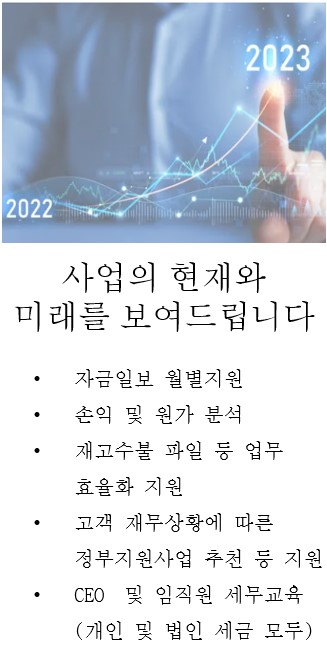 2023
2022
사업의 현재와
미래를 보여드립니다
• 자금일보 월별지원
• 손익 및 원가 분석
• 재고수불 파일 등 업무
효율화 지원
• 고객 재무상황에 따른
정부지원사업 추천 등 지원
• CEO 및 임직원 세무교육
(개인 및 법인 세금 모두)